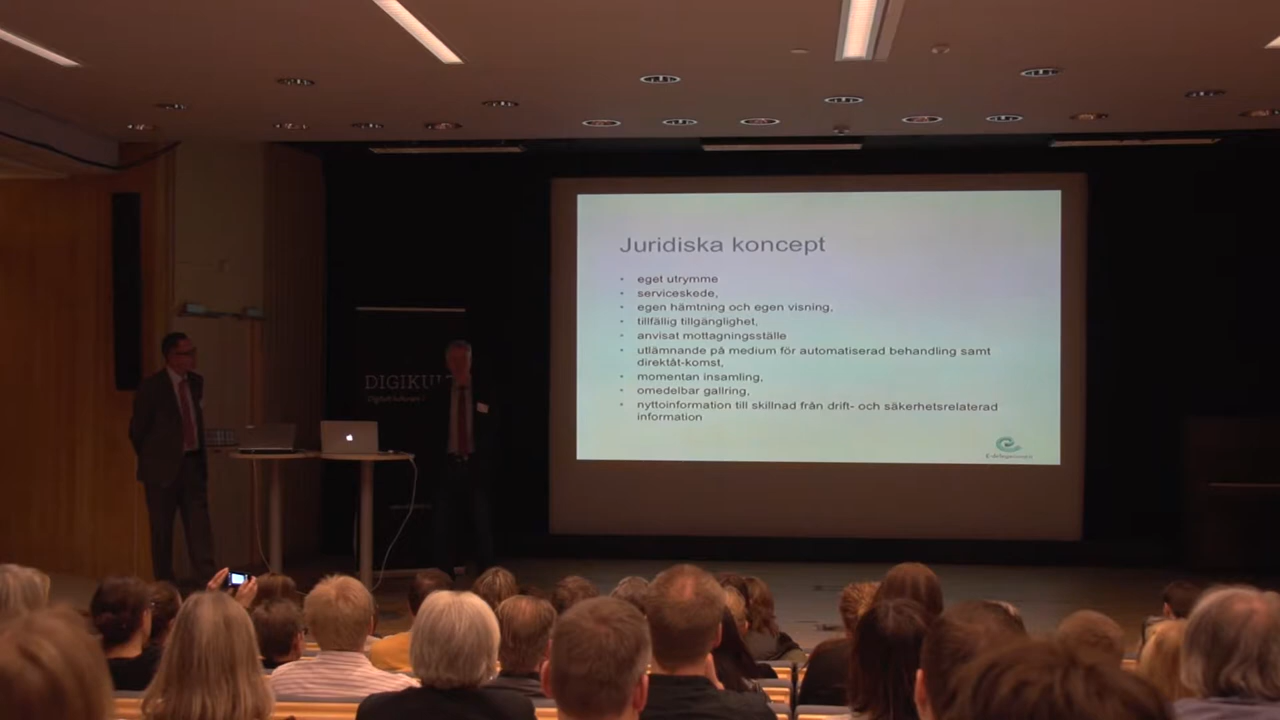 Juridiska koncept
• eget utrymme
• serviceskede,
• egen hämtning och egen visning,
• tillfällig tillgänglighet,
• anvisat mottagningsställe
• utlämnande på medium för automatiserad behandling samt
direktåt-komst,
• momentan insamling,
• omedelbar gallring,
• nyttoinformation till skillnad från drift- och säkerhetsrelaterad
information
DIGIKUL